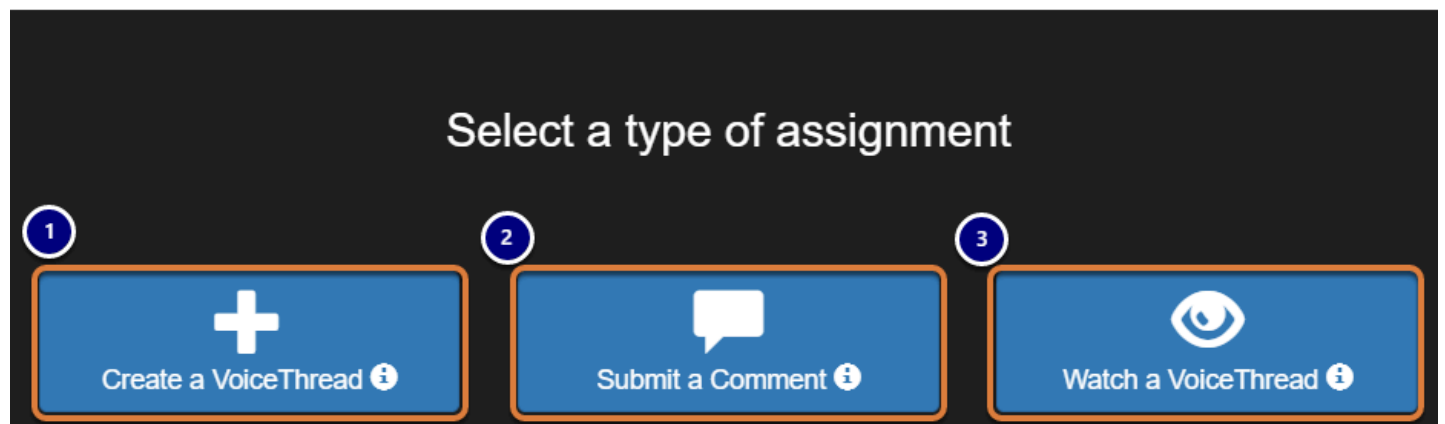 Select a type of assignment
1
2
3
Create a VoiceThread
Submit a Comment
Watch a VoiceThread